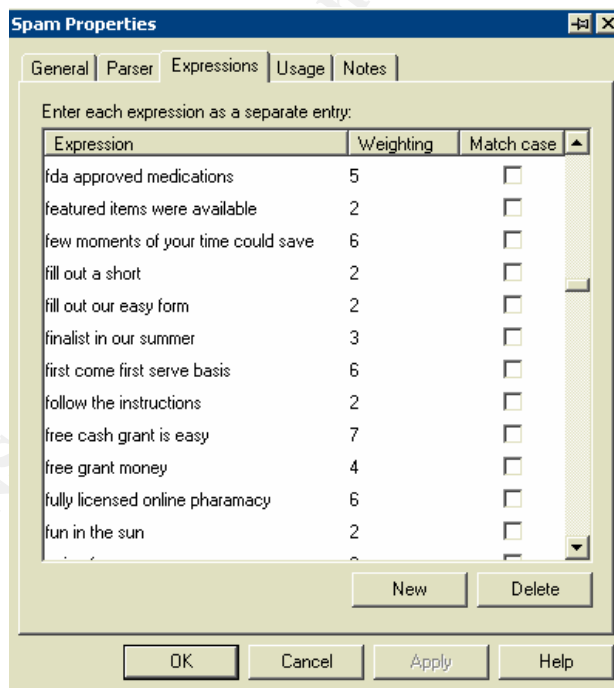 Spam Properties
General Parser Expressions Usage Notes
Enter each expression as a separate entry:
Expression Weighting Match case
fda approved medications 5
featured items were available 2
few moments of your time could save 6
fill out a short 2
fill out our easy form 2
finalist in our summer 3
first come first serve basis 6
follow the instructions 2
free cash grant is easy 7
free grant money 4
fully licensed online pharamacy 6
fun in the sun 2
New Delete
OK Cancel Apply Help